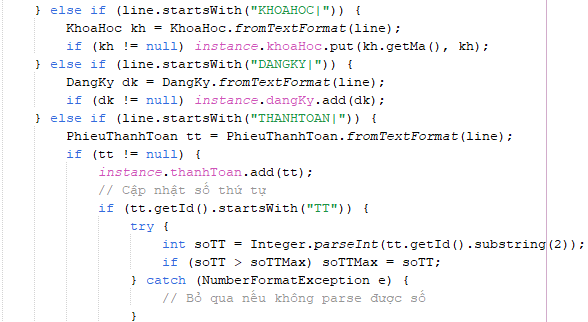 } else if (line.startsWith("KHOAHOC|")) {
    KhoaHoc kh = KhoaHoc.fromTextFormat(line);
    if (kh != null) instance.khoaHoc.put(kh.getMa(), kh);
} else if (line.startsWith("DANGKY|")) {
    DangKy dk = DangKy.fromTextFormat(line);
    if (dk != null) instance.dangKy.add(dk);
} else if (line.startsWith("THANHTOAN|")) {
    PhieuThanhToan tt = PhieuThanhToan.fromTextFormat(line);
    if (tt != null) {
        instance.thanhToan.add(tt);
        // Cập nhật số thứ tự
        if (tt.getId().startsWith("TT")) {
            try {
                int soTT = Integer.parseInt(tt.getId().substring(2));
                if (soTT > soTTMax) soTTMax = soTT;
            } catch (NumberFormatException e) {
                // Bỏ qua nếu không parse được số
            }